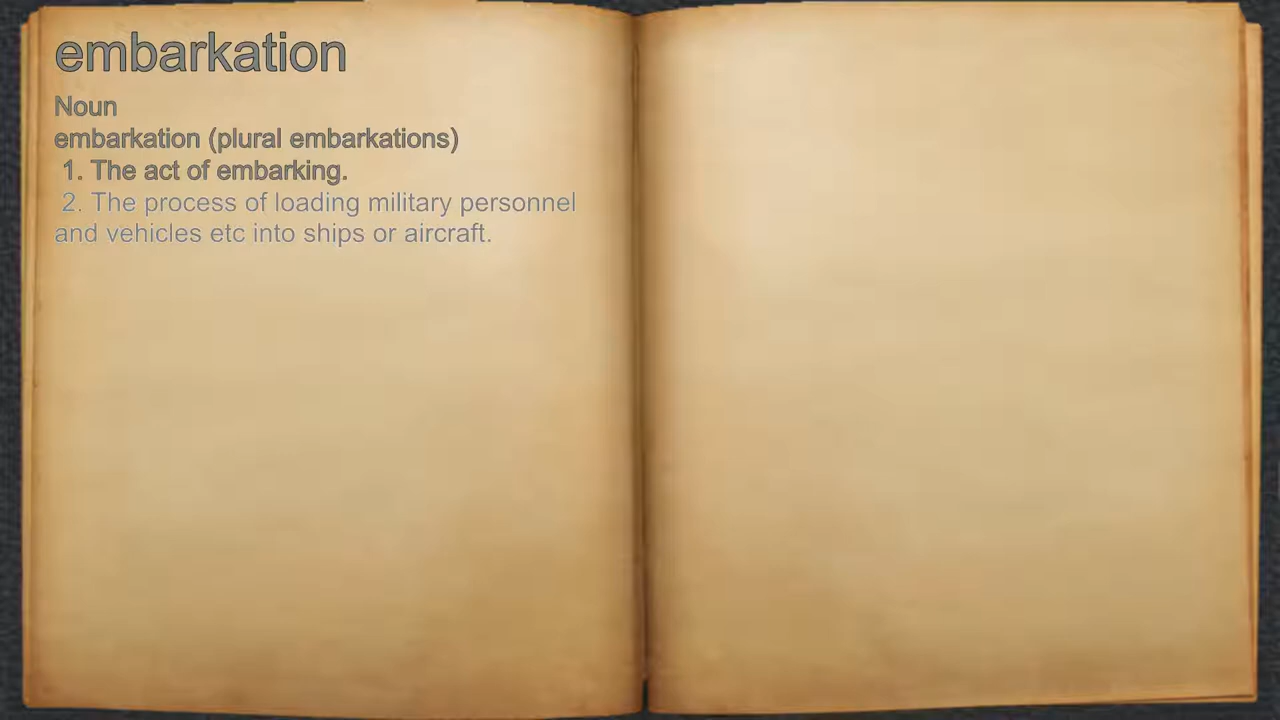 embarkation
Noun
embarkation (plural embarkations)
1. The act of embarking.
2. The process of loading military personnel
and vehicles etc into ships or aircraft.